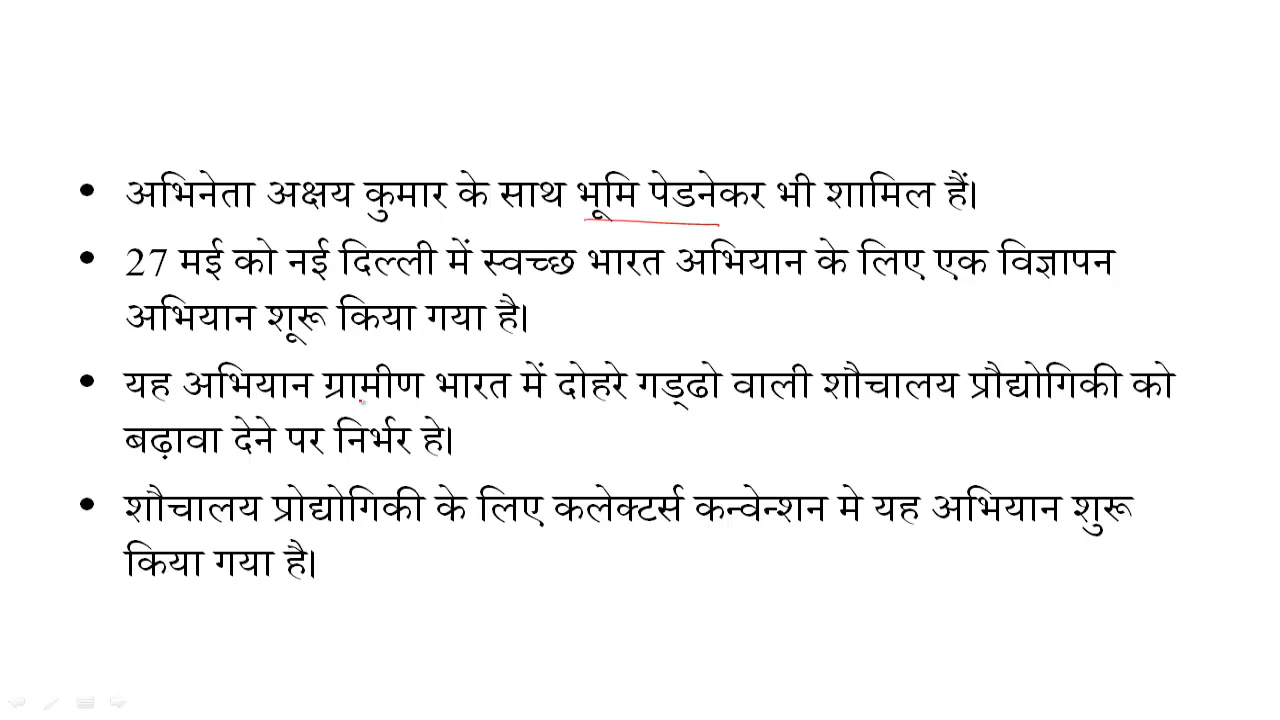 • अभिनेता अक्षय कुमार के साथ भूमि पेडनेकर भी शामिल हैं।
• 27 मई को नई दिल्ली में स्वच्छ भारत अभियान के लिए एक विज्ञापन
अभियान शूरू किया गया है।
• यह अभियान ग्रामीण भारत में दोहरे गड्ढो वाली शौचालय प्रौद्योगिकी को
बढ़ावा देने पर निर्भर हे।
• शौचालय प्रोद्योगिकी के लिए कलेक्टर्स कन्वेन्शन मे यह अभियान शुरू
किया गया है।